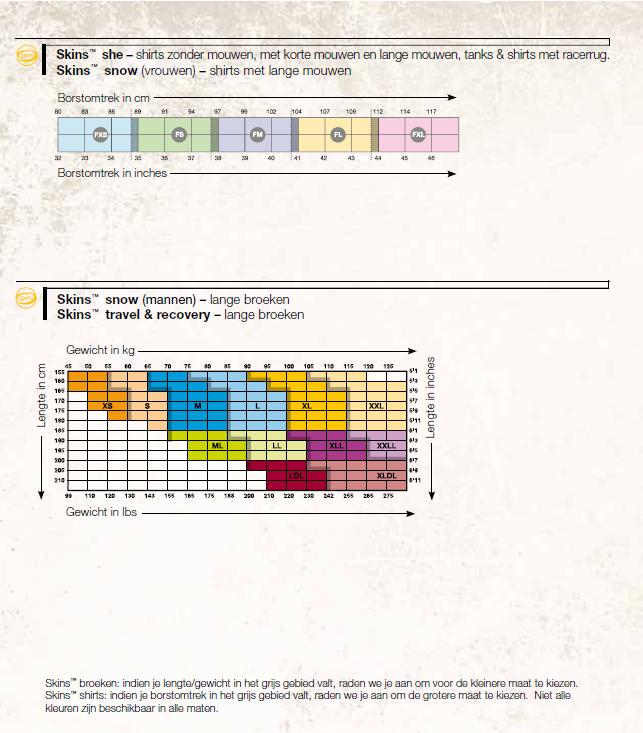 Skins™ she – shirts zonder mouwen, met korte mouwen en lange mouwen, tanks & shirts met racerrug.
Skins™ snow (vrouwen) – shirts met lange mouwen
Borstomtrek in cm
80 83 86 89 91 94 97 99 102 104 107 109 112 114 117
FXS FS FM FL FXL
32 33 34 35 36 37 38 39 40 41 42 43 44 45 46
Borstomtrek in inches
Skins™ snow (mannen) – lange broeken
Skins™ travel & recovery – lange broeken
Gewicht in kg
45 50 55 60 65 70 75 80 85 90 95 100 105 110 115 120 125
Lengte in cm
Lengte in inches
155 5'1
160 5'3
165 5'5
170 XS S M L XL XXL 5'7
175 5'9
180 5'9
185 6'1
190 ML LL XLL XXLL 6'3
195 6'5
200 6'7
205 LDL XLDL 6'9
210 6'11
99 110 120 130 143 155 165 175 188 200 210 220 230 242 255 265 275
Gewicht in lbs
Skins™ broeken: indien je lengte/gewicht in het grijs gebied valt, raden we je aan om voor de kleinere maat te kiezen.
Skins™ shirts: indien je borstomtrek in het grijs gebied valt, raden we je aan om de grotere maat te kiezen. Niet alle
kleuren zijn beschikbaar in alle maten.